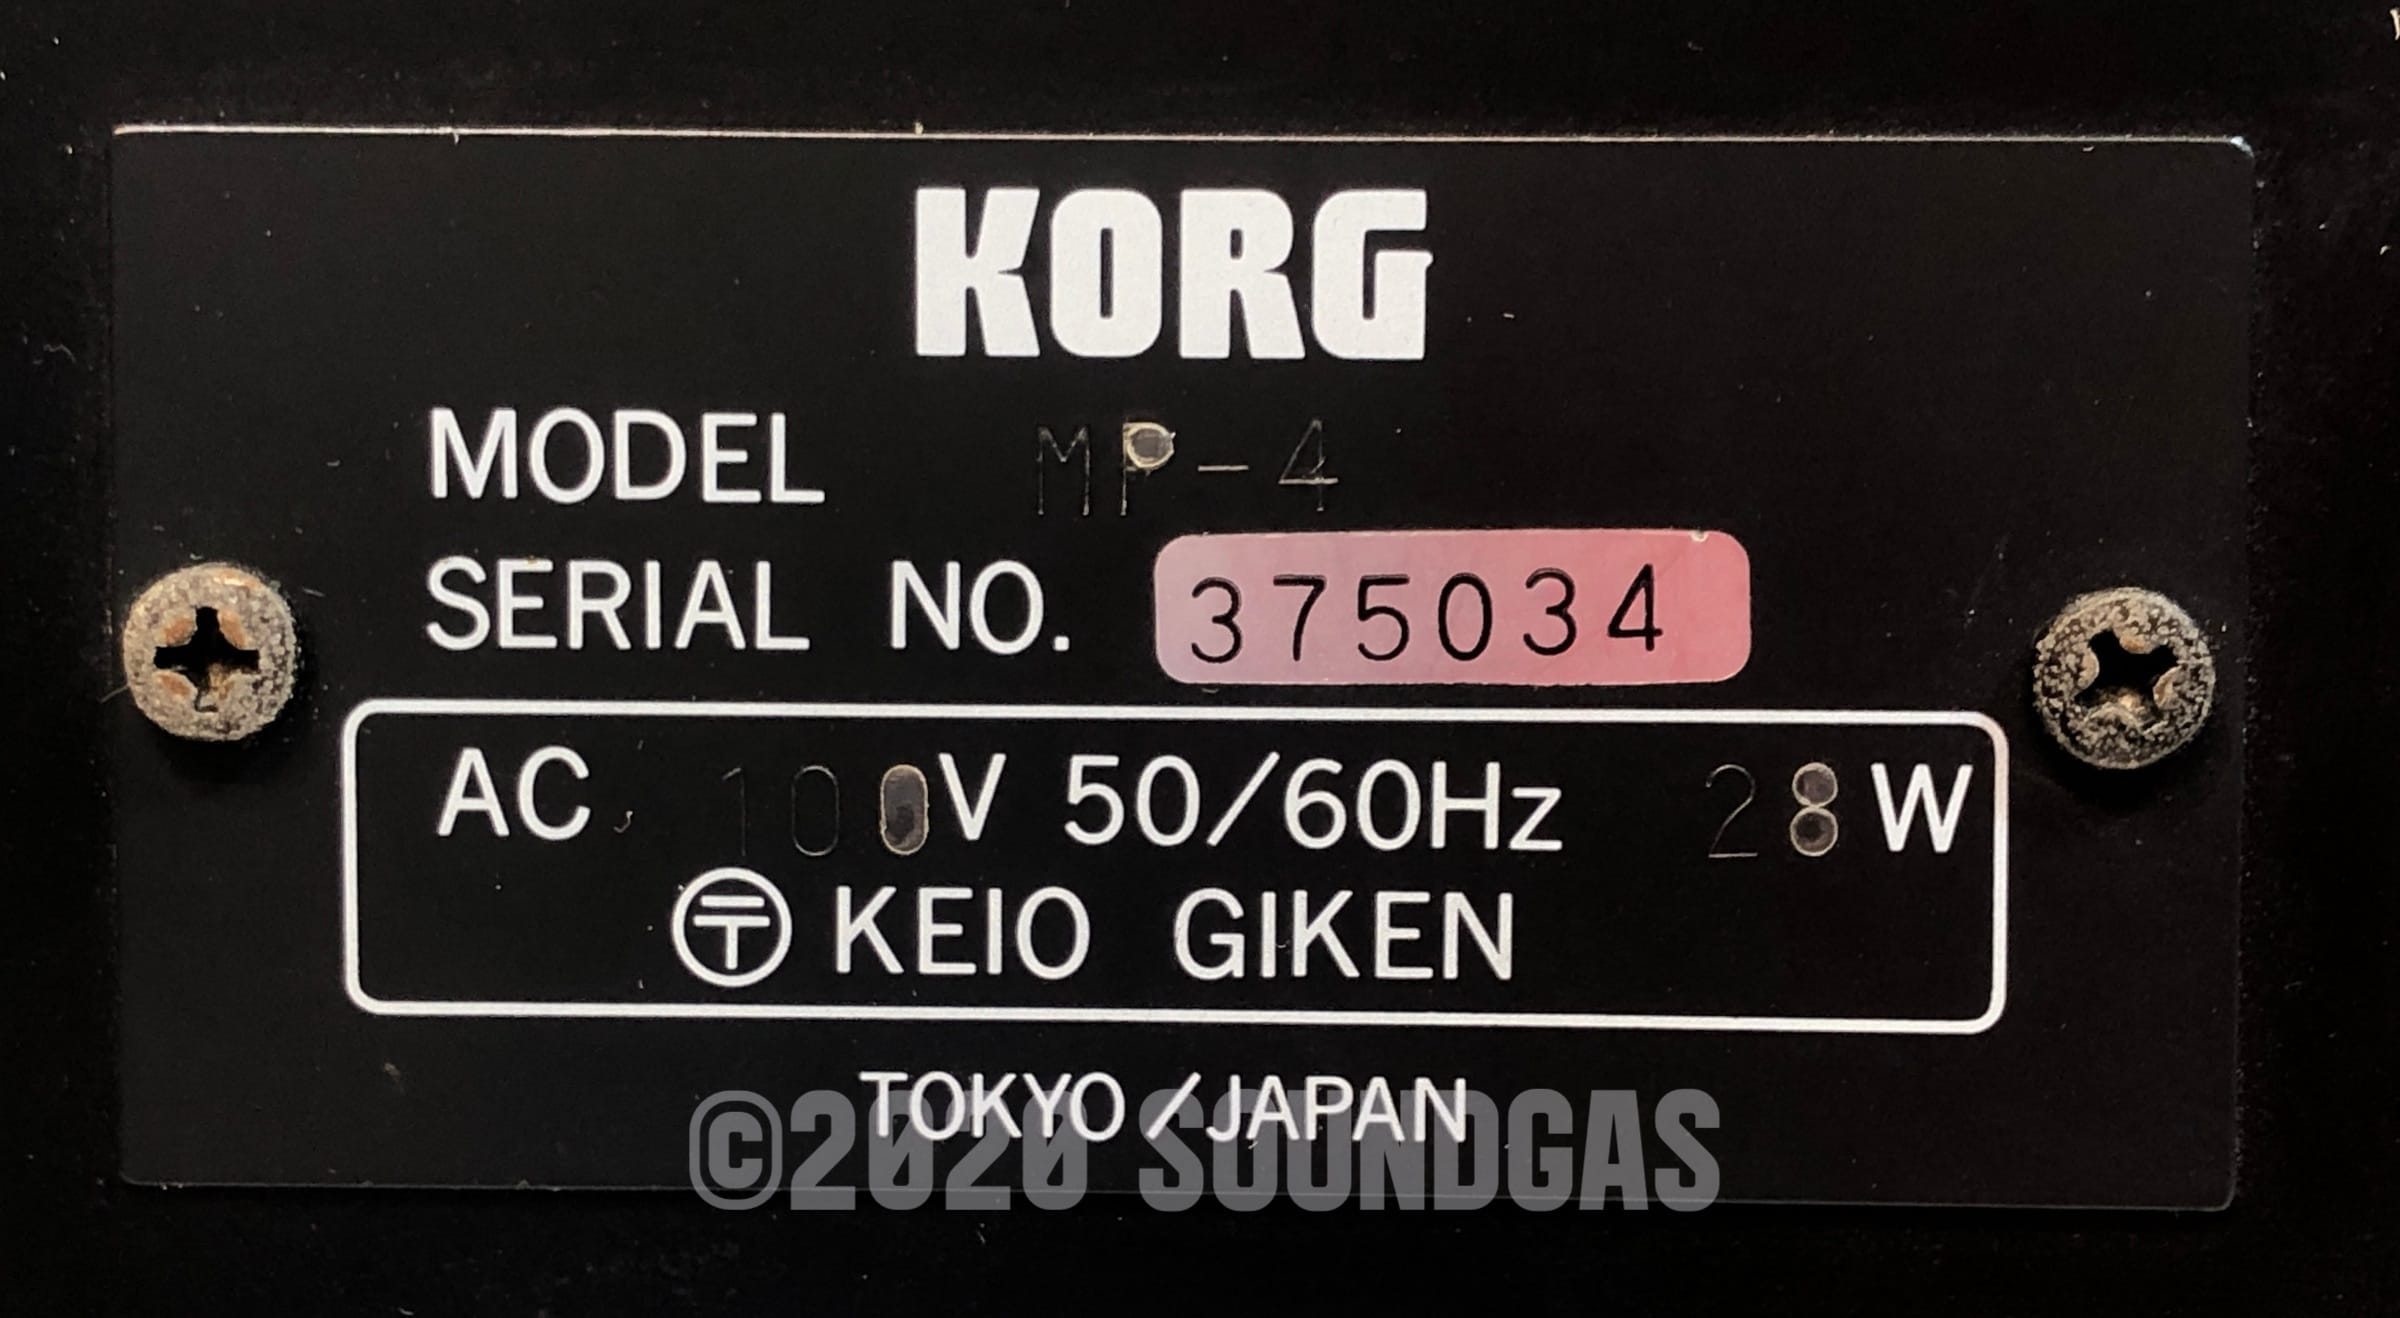 KORG
MODEL MP-4
SERIAL NO. 375034
AC 100V 50/60Hz 28W
〶 KEIO GIKEN
TOKYO/JAPAN
©2020 SOUNDGAS